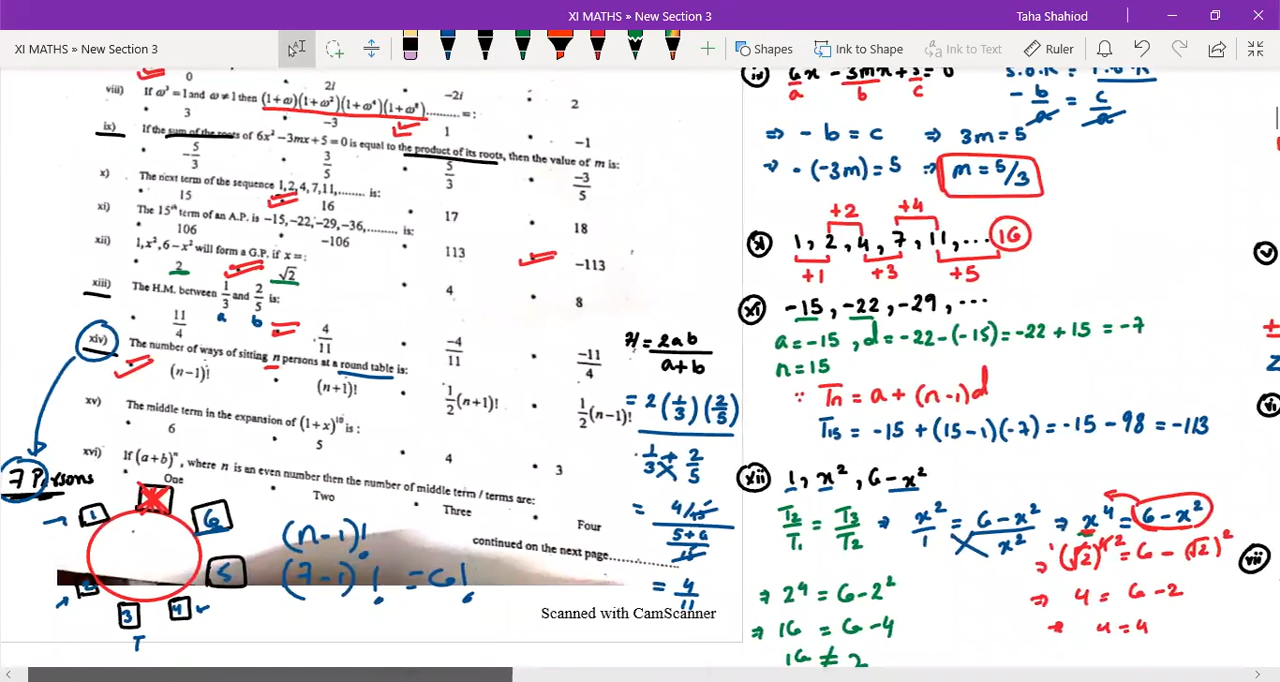 XI MATHS » New Section 3
Taha Shahiod
XI MATHS » New Section 3
Shapes
Ink to Shape
Ink to Text
Ruler
0
2i
-2i
2
viii) If ω³ = 1 and ω ≠ 1 then (1+ω)(1+ω²)(1+ω⁴)(1+ω⁸).......... =:
3
-3
1
-1
ix) If the sum of the roots of 6x² − 3mx + 5 = 0 is equal to the product of its roots, then the value of m is:
-5/3
3/5
5/3
-3/5
x) The next term of the sequence 1, 2, 4, 7, 11,........ is:
15
16
17
18
xi) The 15th term of an A.P. is −15, −22, −29, −36,.......... is:
106
-106
113
-113
xii) 1, x², 6 − x² will form a G.P. if x =:
2
√2
4
8
xiii) The H.M. between 1/3 and 2/5 is:
a b
11/4
4/11
-4/11
-11/4
xiv) The number of ways of sitting n persons at a round table is:
(n−1)!
(n+1)!
1/2(n+1)!
1/2(n−1)!
xv) The middle term in the expansion of (1+x)¹⁰ is :
6
5
4
3
xvi) If (a+b)ⁿ, where n is an even number then the number of middle term / terms are:
One
Two
Three
Four
continued on the next page
Scanned with CamScanner
7 Persons
1
2
3
4
5
6
(n-1)!
(7-1)! = 6!
H = 2ab/a+b
= 2(1/3)(2/5)
1/3 + 2/5
= 4/15
5+6/15
= 4/11
6x² - 3mx + 5 = 0
a b c
S.O.R = P.O.R
-b/a = c/a
⇒ -b = c ⇒ 3m = 5
-(-3m) = 5 ⇒ m = 5/3
+2 +4
1, 2, 4, 7, 11, ... 16
+1 +3 +5
xi -15, -22, -29, ...
a = -15, d = -22-(-15) = -22+15 = -7
n = 15
∵ Tn = a + (n-1)d
T15 = -15 + (15-1)(-7) = -15 - 98 = -113
xii 1, x², 6-x²
T2/T1 = T3/T2 ⇒ x²/1 = 6-x²/x² ⇒ x⁴ = 6-x²
⇒ 2⁴ = 6-2²
⇒ 16 = 6-4
16 ≠ 2
⇒ 4 = 6-2
4 = 4